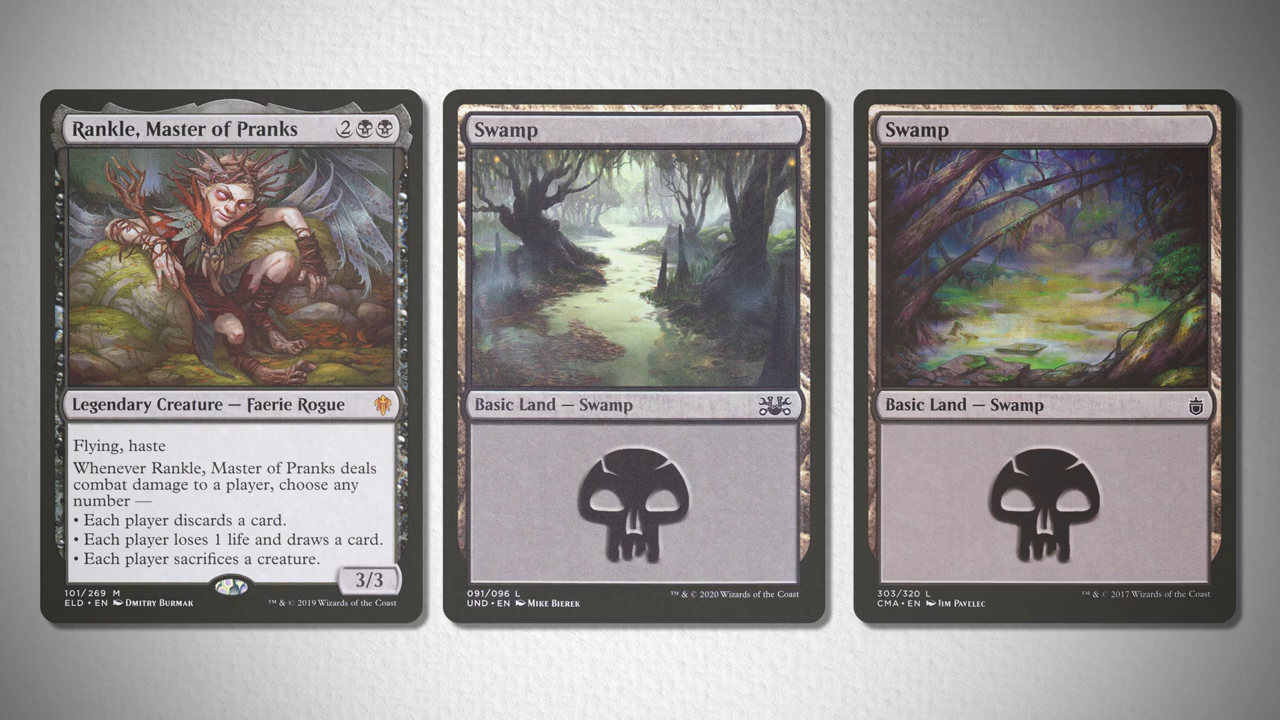 Rankle, Master of Pranks 2
Legendary Creature — Faerie Rogue
Flying, haste
Whenever Rankle, Master of Pranks deals
combat damage to a player, choose any
number —
• Each player discards a card.
• Each player loses 1 life and draws a card.
• Each player sacrifices a creature.
3/3
101/269 M
ELD • EN Dmitry Burmak
™ & © 2019 Wizards of the Coast
Swamp
Basic Land — Swamp
091/096 L
UND • EN Mike Bierek
™ & © 2020 Wizards of the Coast
Swamp
Basic Land — Swamp
303/320 L
CMA • EN Jim Pavelec
™ & © 2017 Wizards of the Coast